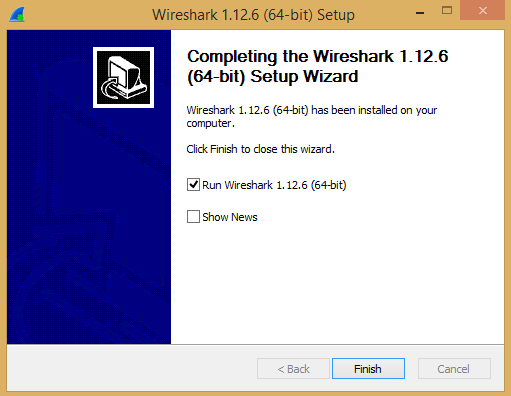 Wireshark 1.12.6 (64-bit) Setup
Completing the Wireshark 1.12.6
(64-bit) Setup Wizard
Wireshark 1.12.6 (64-bit) has been installed on your
computer.
Click Finish to close this wizard.
Run Wireshark 1.12.6 (64-bit)
Show News
< Back
Finish
Cancel